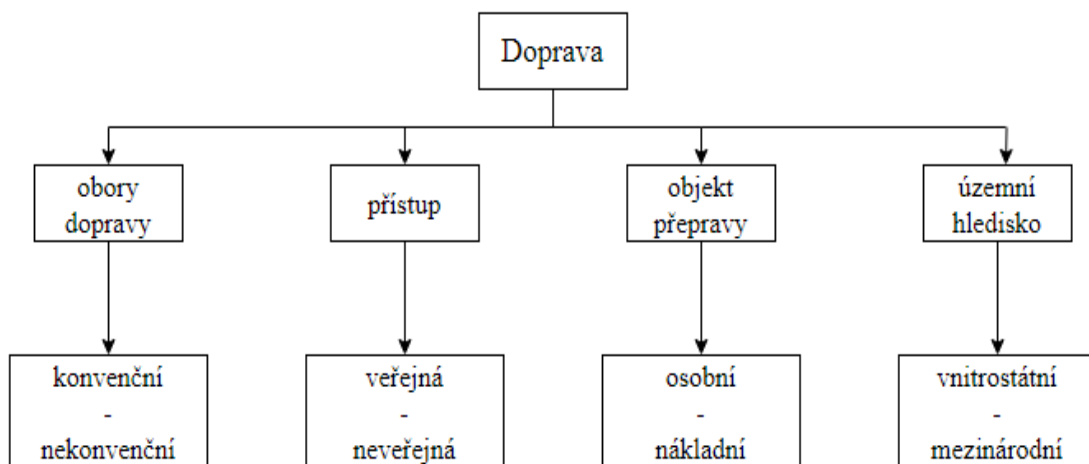 Doprava
obory
dopravy
přístup
objekt
přepravy
územní
hledisko
konvenční
-
nekonvenční
veřejná
-
neveřejná
osobní
-
nákladní
vnitrostátní
-
mezinárodní